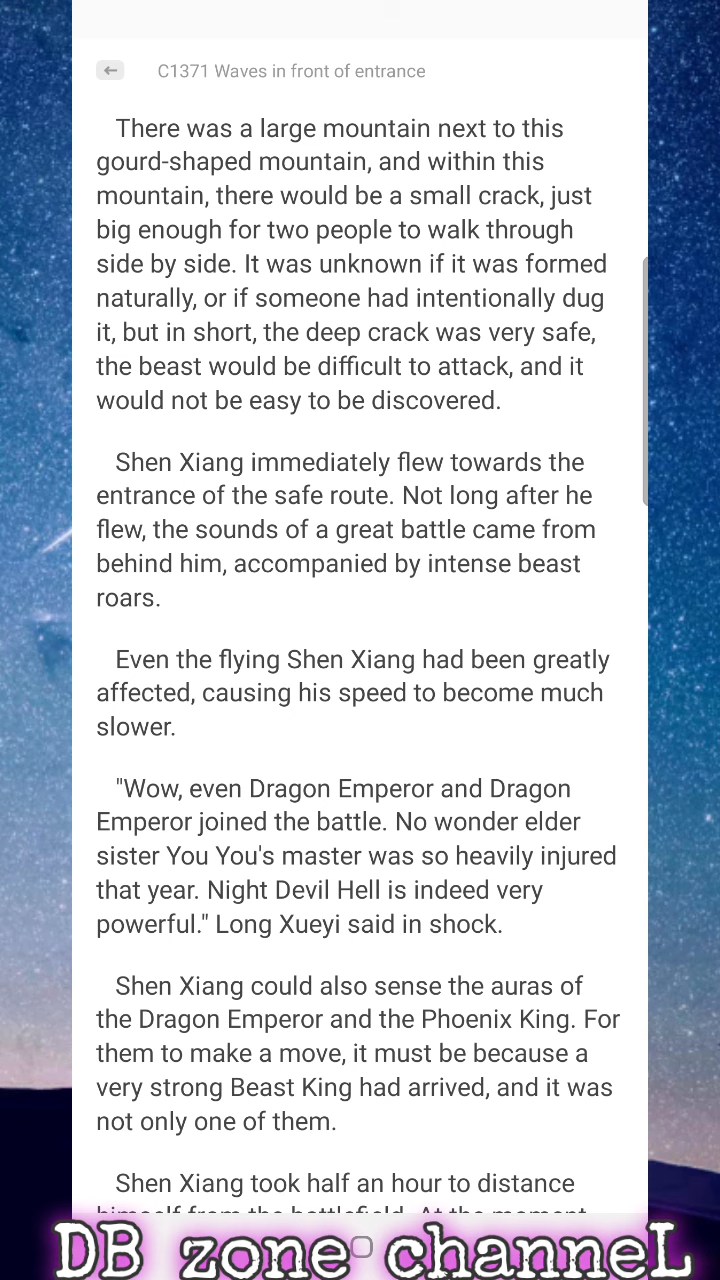 C1371 Waves in front of entrance
There was a large mountain next to this
gourd-shaped mountain, and within this
mountain, there would be a small crack, just
big enough for two people to walk through
side by side. It was unknown if it was formed
naturally, or if someone had intentionally dug
it, but in short, the deep crack was very safe,
the beast would be difficult to attack, and it
would not be easy to be discovered.
Shen Xiang immediately flew towards the
entrance of the safe route. Not long after he
flew, the sounds of a great battle came from
behind him, accompanied by intense beast
roars.
Even the flying Shen Xiang had been greatly
affected, causing his speed to become much
slower.
"Wow, even Dragon Emperor and Dragon
Emperor joined the battle. No wonder elder
sister You You's master was so heavily injured
that year. Night Devil Hell is indeed very
powerful." Long Xueyi said in shock.
Shen Xiang could also sense the auras of
the Dragon Emperor and the Phoenix King. For
them to make a move, it must be because a
very strong Beast King had arrived, and it was
not only one of them.
Shen Xiang took half an hour to distance
himself from the battlefield. At the moment
DB zone channeL